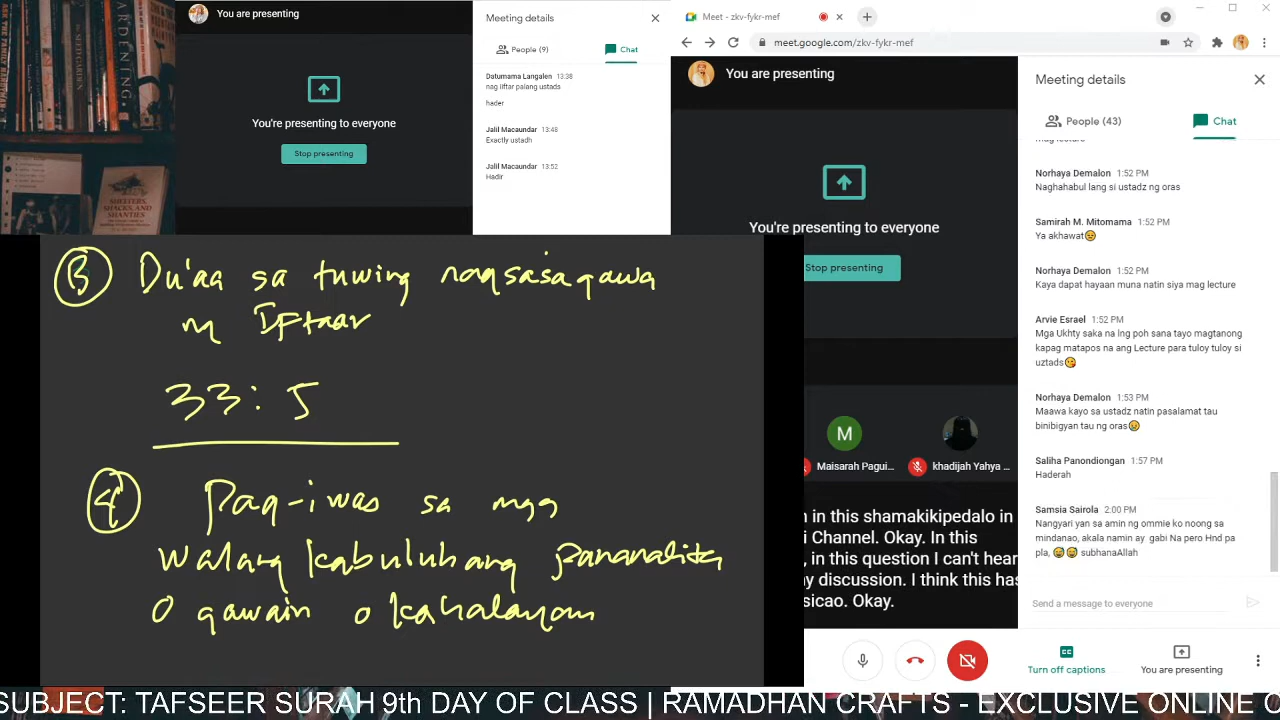 You are presenting
You're presenting to everyone
Stop presenting
Meeting details
People (9)
Chat
Datumama Langalen 13:38
nag iiftar palang ustads
hader
Jalil Macaundar 13:48
Exactly ustadh
Jalil Macaundar 13:52
Hadir
GARDENING
SHELTERS,
SHACKS, AND
SHANTIES
3 Du'aa sa tuwing nagsasagawa
ng Iftaar
33:5
4 Pag-iwas sa mga
walang kabuluhang pananalita
o gawain o kahalayan
Meet - zkv-fykr-mef
meet.google.com/zkv-fykr-mef
You are presenting
You're presenting to everyone
Stop presenting
M
Maisarah Pagui...
khadijah Yahya ...
n in this shamakikipedalo in
i Channel. Okay. In this
, in this question I can't hear
y discussion. I think this has
sicao. Okay.
Meeting details
People (43)
Chat
Norhaya Demalon 1:52 PM
Naghahabul lang si ustadz ng oras
Samirah M. Mitomama 1:52 PM
Ya akhawat
Norhaya Demalon 1:52 PM
Kaya dapat hayaan muna natin siya mag lecture
Arvie Esrael 1:52 PM
Mga Ukhty saka na lng poh sana tayo magtanong
kapag matapos na ang Lecture para tuloy tuloy si
uztads
Norhaya Demalon 1:53 PM
Maawa kayo sa ustadz natin pasalamat tau
binibigyan tau ng oras
Saliha Panondiongan 1:57 PM
Haderah
Samsia Sairola 2:00 PM
Nangyari yan sa amin ng ommie ko noong sa
mindanao, akala namin ay gabi Na pero Hnd pa
pla, subhanaAllah
Send a message to everyone
CC
Turn off captions
You are presenting
SUBJECT: TAFSEER SURAH 9th DAY OF CLASS | RAMADHAN CRAFTS - EXCLUSIVE ONLINE C